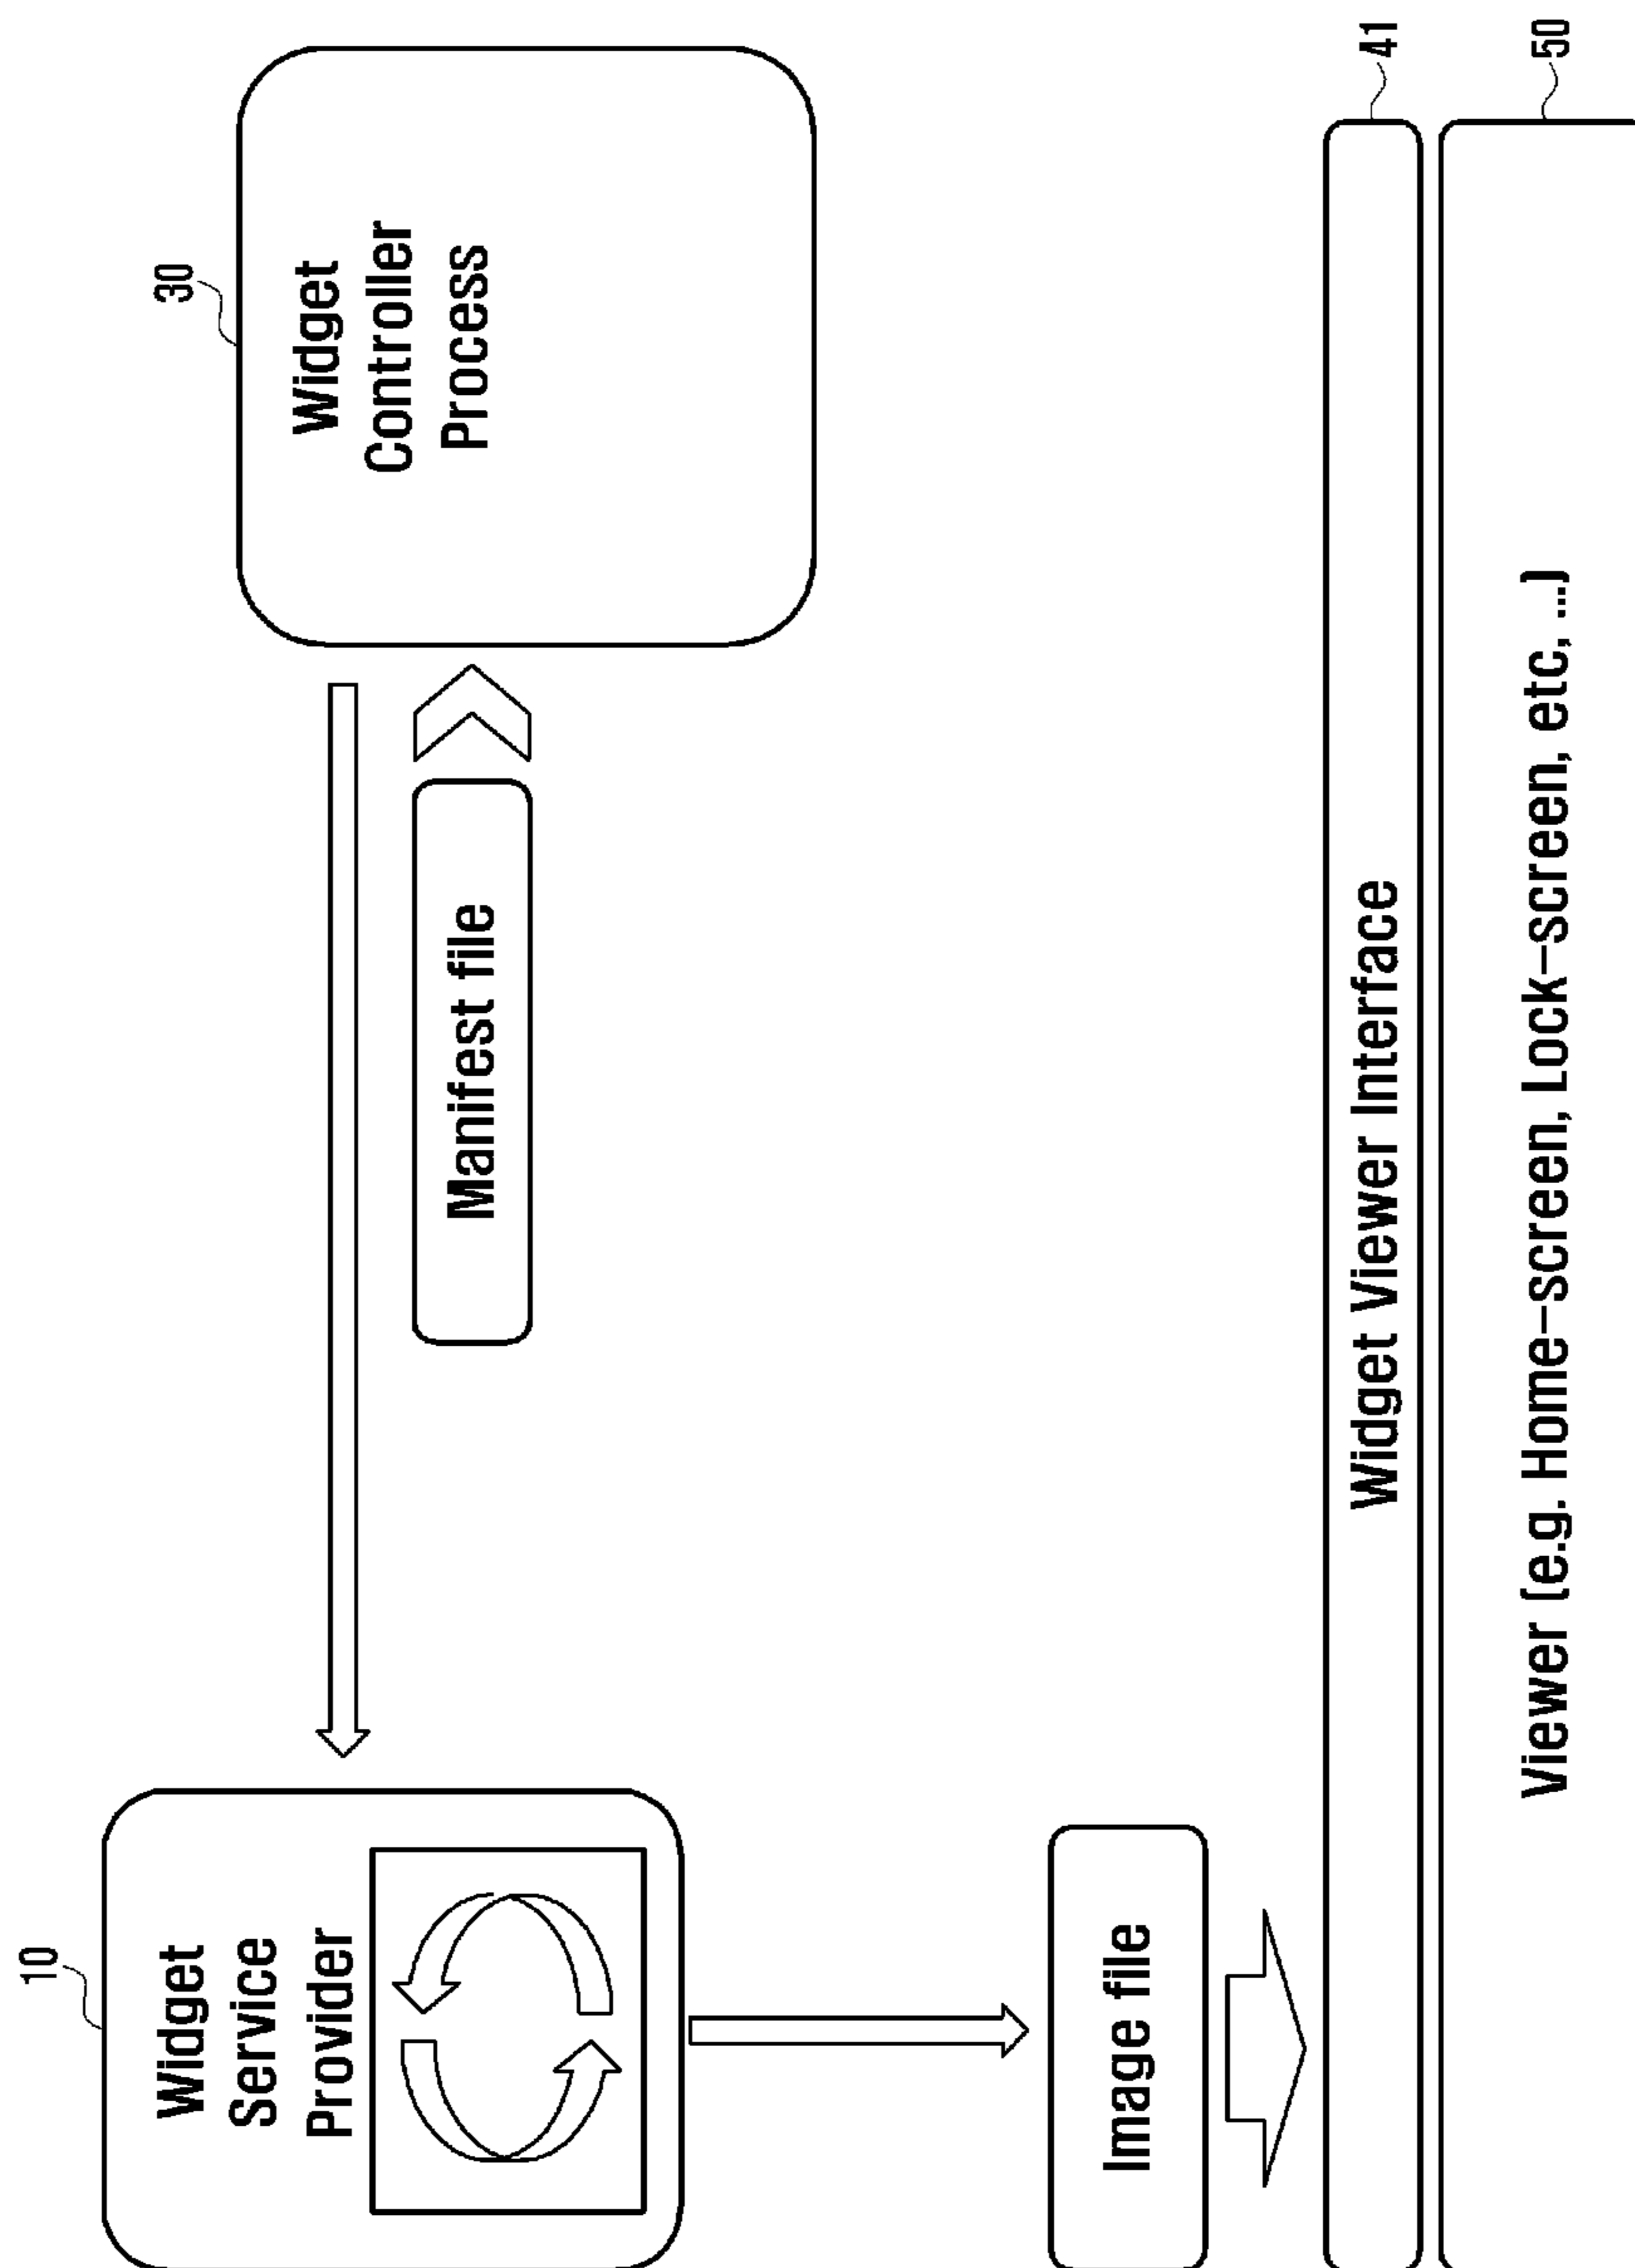 10
Widget
Service
Provider
30
Widget
Controller
Process
Manifest file
Image file
Widget Viewer Interface
41
Viewer (e.g. Home-screen, Lock-screen, etc, ...)
50